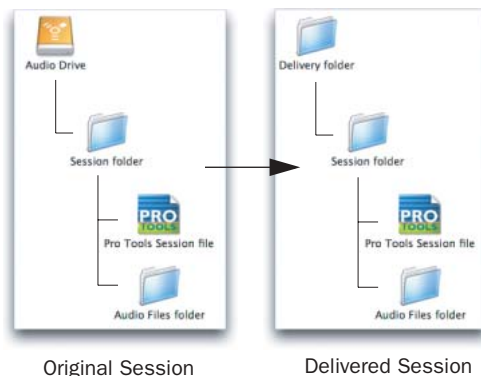 Audio Drive
Session folder
PRO
TOOLS
Pro Tools Session file
Audio Files folder
Original Session
Delivery folder
Session folder
PRO
TOOLS
Pro Tools Session file
Audio Files folder
Delivered Session